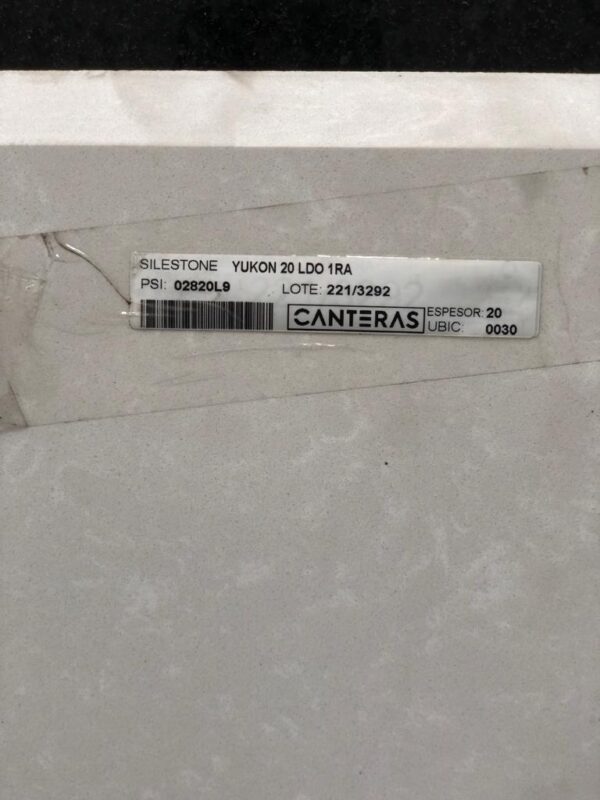 SILESTONE YUKON 20 LDO 1RA
PSI: 02820L9 LOTE: 221/3292
CANTERAS ESPESOR: 20
UBIC: 0030